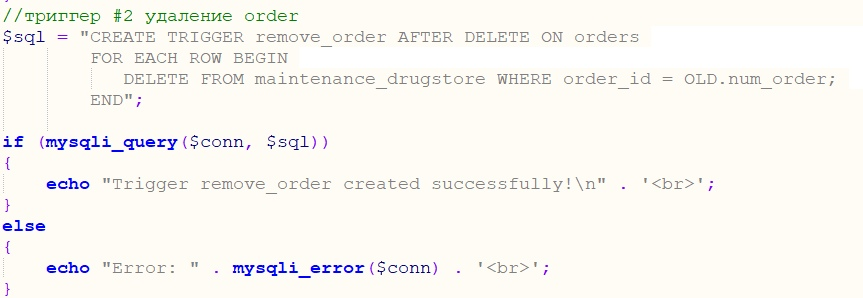 //триггер #2 удаление order
$sql = "CREATE TRIGGER remove_order AFTER DELETE ON orders
FOR EACH ROW BEGIN
DELETE FROM maintenance_drugstore WHERE order_id = OLD.num_order;
END";
if (mysqli_query($conn, $sql))
{
echo "Trigger remove_order created successfully!\n" . '<br>';
}
else
{
echo "Error: " . mysqli_error($conn) . '<br>';
}